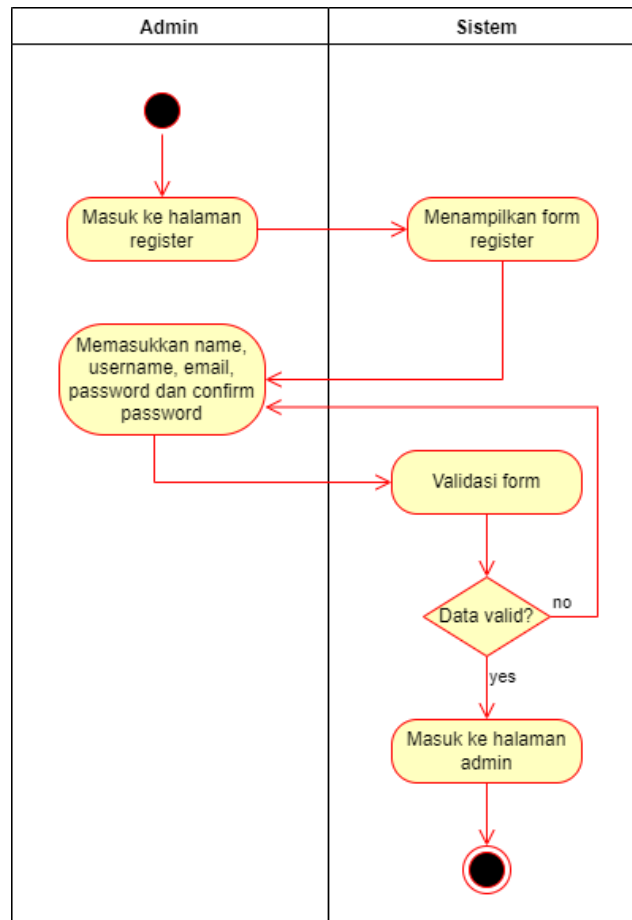 Admin
Sistem
Masuk ke halaman
register
Menampilkan form
register
Memasukkan name,
username, email,
password dan confirm
password
Validasi form
Data valid?
no
yes
Masuk ke halaman
admin